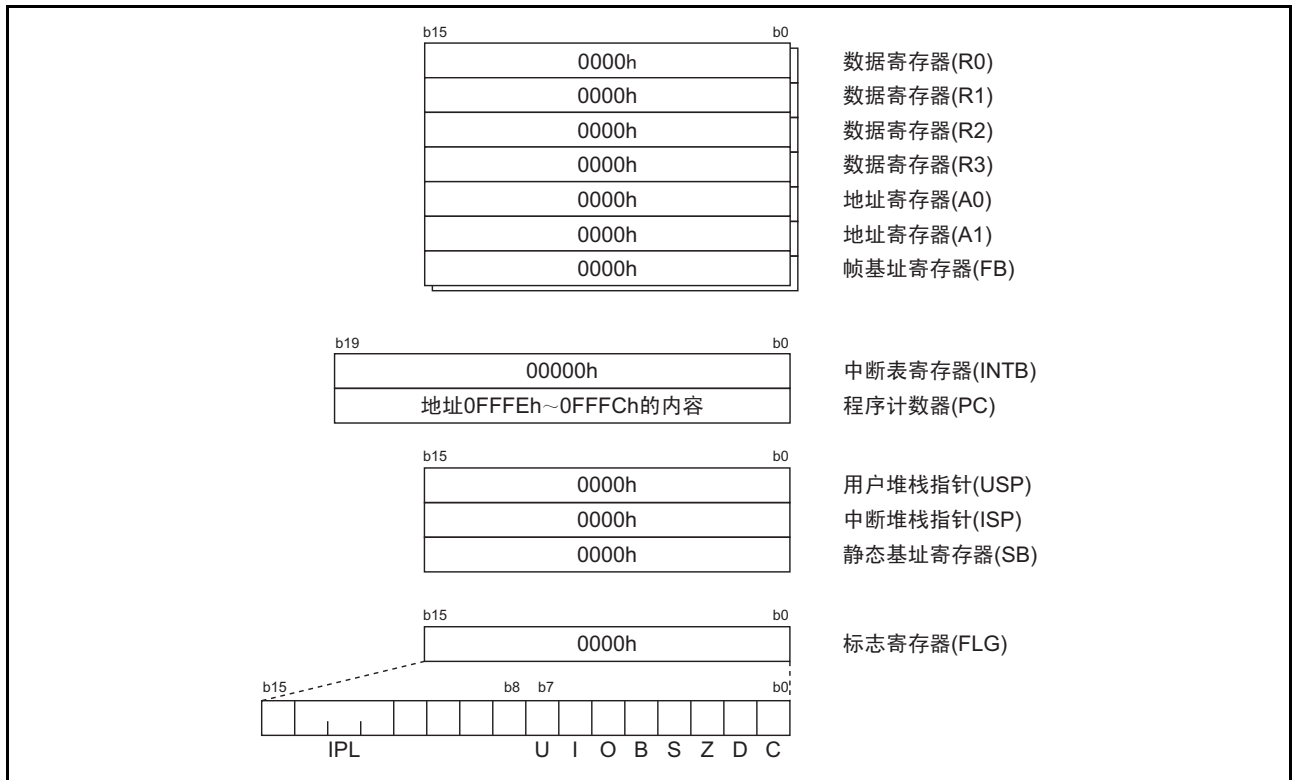 b15 b0
0000h 数据寄存器(R0)
0000h 数据寄存器(R1)
0000h 数据寄存器(R2)
0000h 数据寄存器(R3)
0000h 地址寄存器(A0)
0000h 地址寄存器(A1)
0000h 帧基址寄存器(FB)
b19 b0
00000h 中断表寄存器(INTB)
地址0FFFEh～0FFFCh的内容 程序计数器(PC)
b15 b0
0000h 用户堆栈指针(USP)
0000h 中断堆栈指针(ISP)
0000h 静态基址寄存器(SB)
b15 b0
0000h 标志寄存器(FLG)
b15 b8 b7 b0
IPL U I O B S Z D C